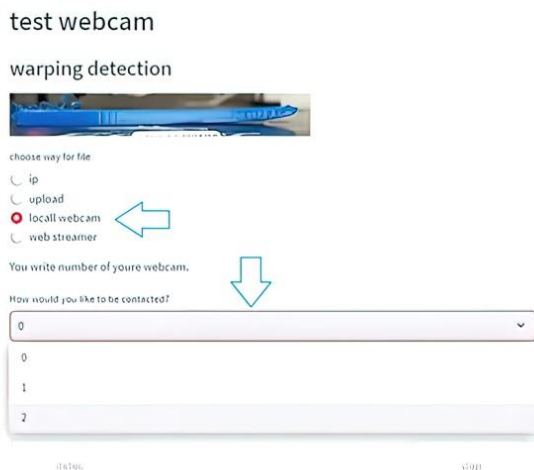 test webcam
warping detection
choose way for file
ip
upload
locall webcam
web streamer
You write number of youre webcam.
How would you like to be contacted?
0
0
1
2